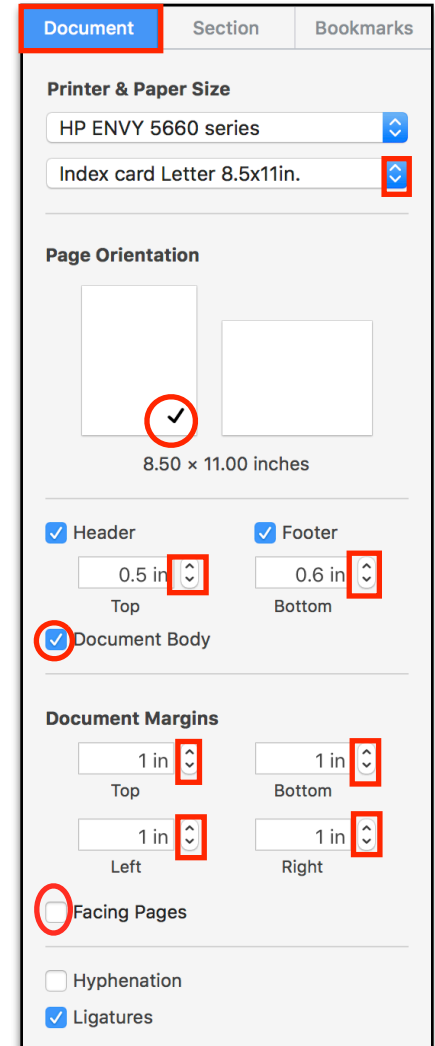 Document Section Bookmarks
Printer & Paper Size
HP ENVY 5660 series
Index card Letter 8.5x11in.
Page Orientation
8.50 × 11.00 inches
Header Footer
0.5 in 0.6 in
Top Bottom
Document Body
Document Margins
1 in 1 in
Top Bottom
1 in 1 in
Left Right
Facing Pages
Hyphenation
Ligatures